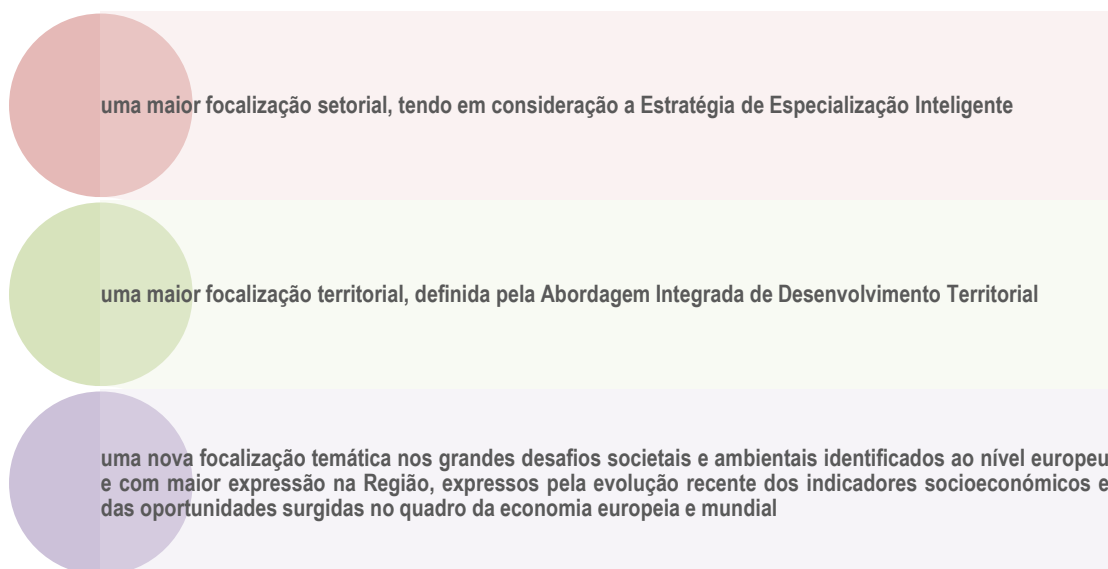 uma maior focalização setorial, tendo em consideração a Estratégia de Especialização Inteligente
uma maior focalização territorial, definida pela Abordagem Integrada de Desenvolvimento Territorial
uma nova focalização temática nos grandes desafios societais e ambientais identificados ao nível europeu
e com maior expressão na Região, expressos pela evolução recente dos indicadores socioeconómicos e
das oportunidades surgidas no quadro da economia europeia e mundial